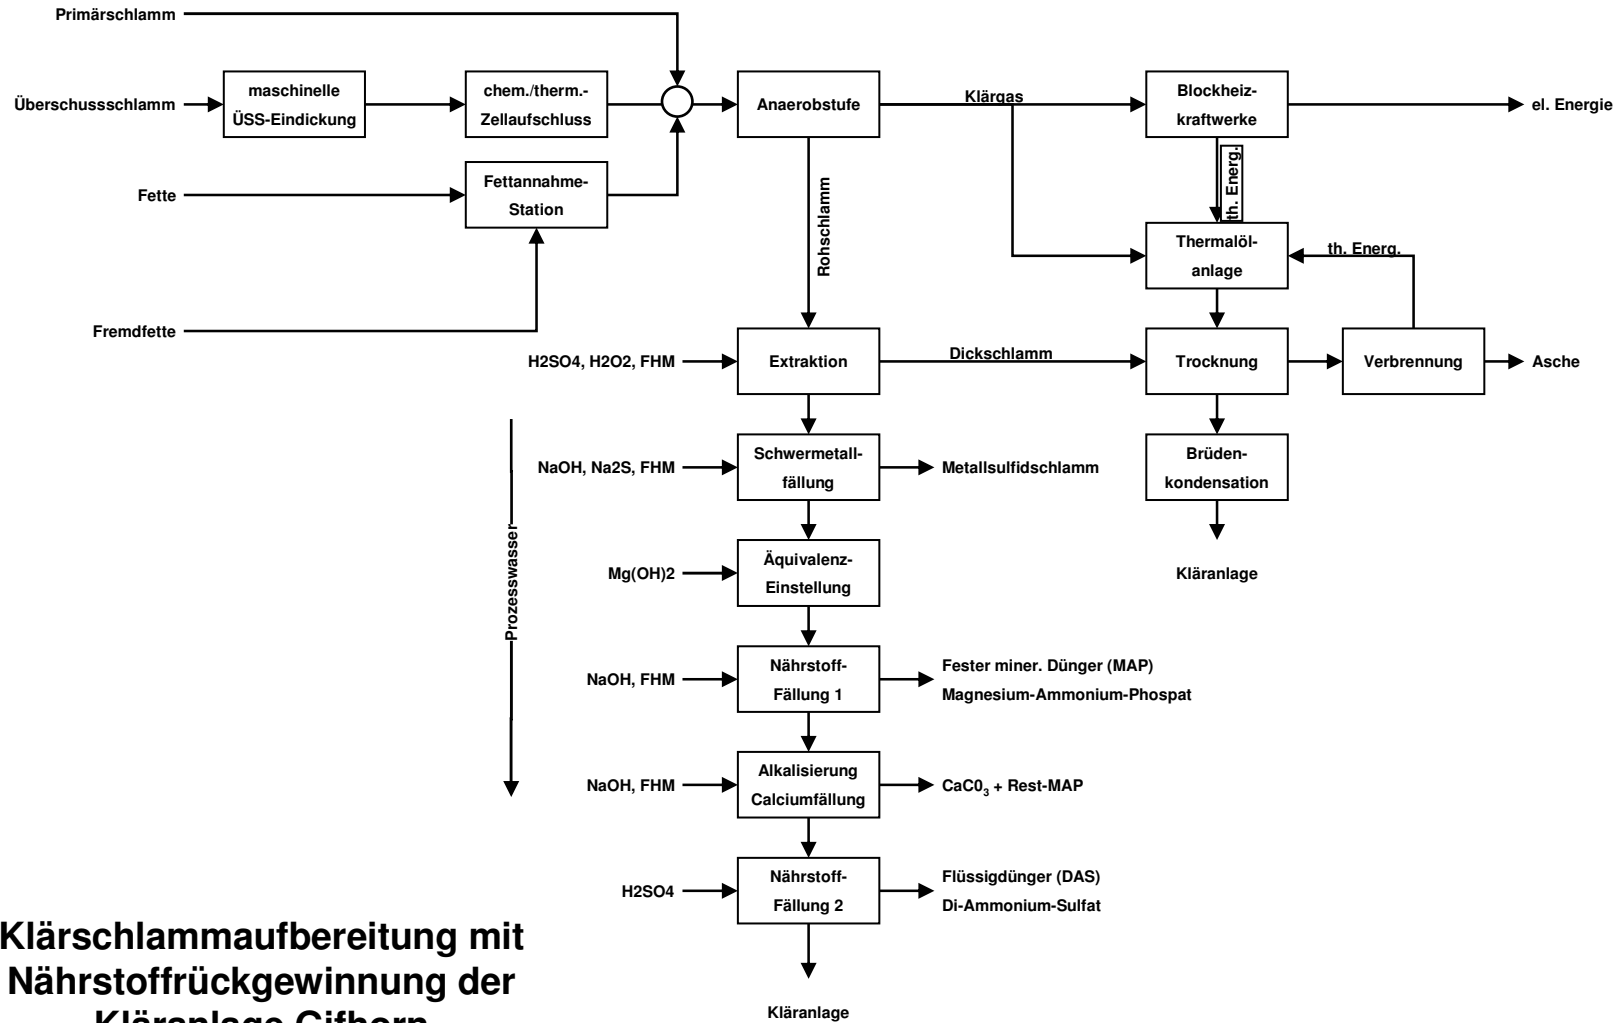 Primärschlamm
Überschussschlamm
maschinelle
ÜSS-Eindickung
chem./therm.-
Zellaufschluss
Anaerobstufe
Klärgas
Blockheiz-
kraftwerke
el. Energie
Fette
Fettannahme-
Station
Rohschlamm
th. Energ.
Thermalöl-
anlage
th. Energ.
Fremdfette
H2SO4, H2O2, FHM
Extraktion
Dickschlamm
Trocknung
Verbrennung
Asche
Prozesswasser
NaOH, Na2S, FHM
Schwermetall-
fällung
Metallsulfidschlamm
Brüden-
kondensation
Mg(OH)2
Äquivalenz-
Einstellung
Kläranlage
NaOH, FHM
Nährstoff-
Fällung 1
Fester miner. Dünger (MAP)
Magnesium-Ammonium-Phospat
NaOH, FHM
Alkalisierung
Calciumfällung
CaC0₃ + Rest-MAP
H2SO4
Nährstoff-
Fällung 2
Flüssigdünger (DAS)
Di-Ammonium-Sulfat
Kläranlage
Klärschlammaufbereitung mit
Nährstoffrückgewinnung der
Kläranlage Gifhorn